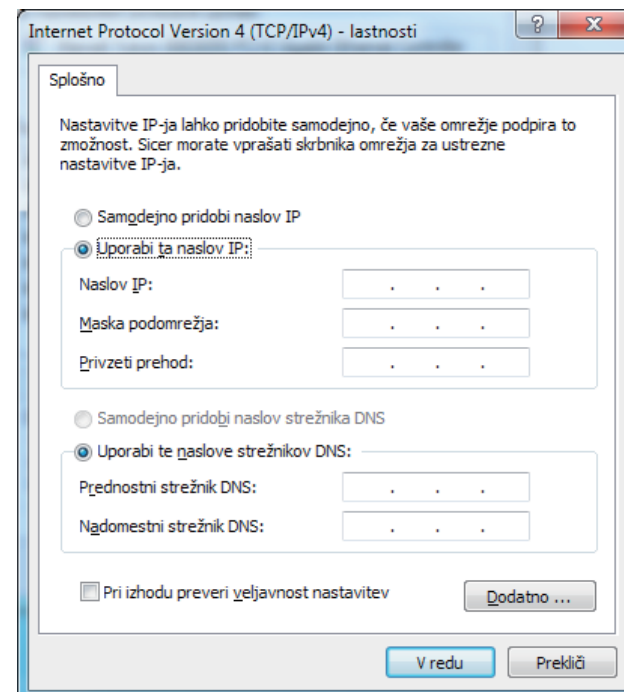 Internet Protocol Version 4 (TCP/IPv4) - lastnosti
Splošno
Nastavitve IP-ja lahko pridobite samodejno, če vaše omrežje podpira to
zmožnost. Sicer morate vprašati skrbnika omrežja za ustrezne
nastavitve IP-ja.
Samodejno pridobi naslov IP
Uporabi ta naslov IP:
Naslov IP:
Maska podomrežja:
Privzeti prehod:
Samodejno pridobi naslov strežnika DNS
Uporabi te naslove strežnikov DNS:
Prednostni strežnik DNS:
Nadomestni strežnik DNS:
Pri izhodu preveri veljavnost nastavitev
Dodatno ...
V redu
Prekliči